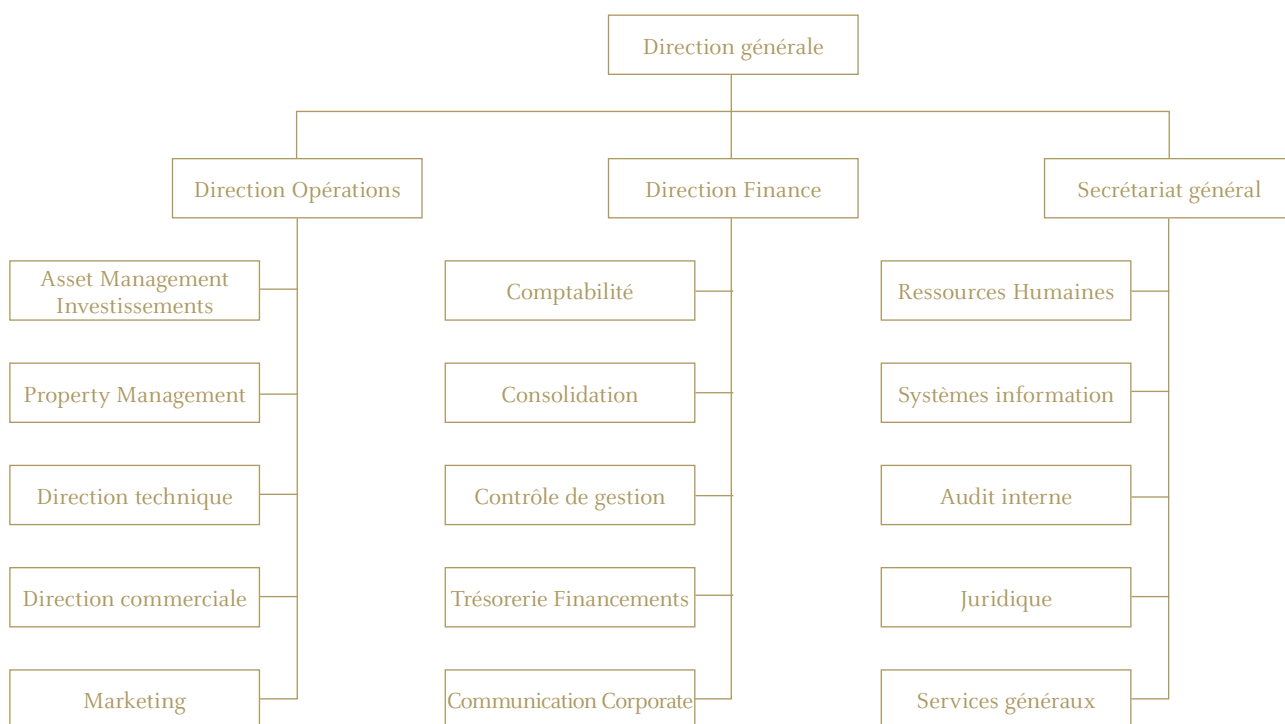 Direction générale
Direction Opérations
Direction Finance
Secrétariat général
Asset Management
Investissements
Comptabilité
Ressources Humaines
Property Management
Consolidation
Systèmes information
Direction technique
Contrôle de gestion
Audit interne
Direction commerciale
Trésorerie Financements
Juridique
Marketing
Communication Corporate
Services généraux